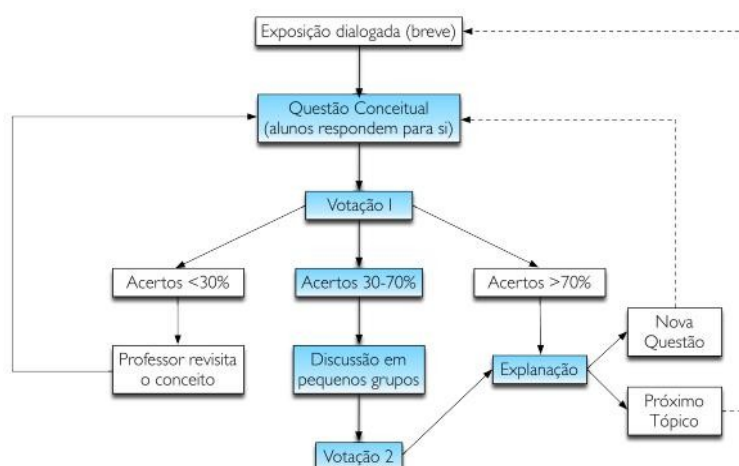 Exposição dialogada (breve)
Questão Conceitual
(alunos respondem para si)
Votação 1
Acertos <30%
Acertos 30-70%
Acertos >70%
Professor revisita
o conceito
Discussão em
pequenos grupos
Explanação
Nova
Questão
Próximo
Tópico
Votação 2